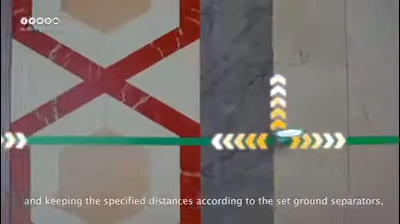 and keeping the specified distances according to the set ground separators,